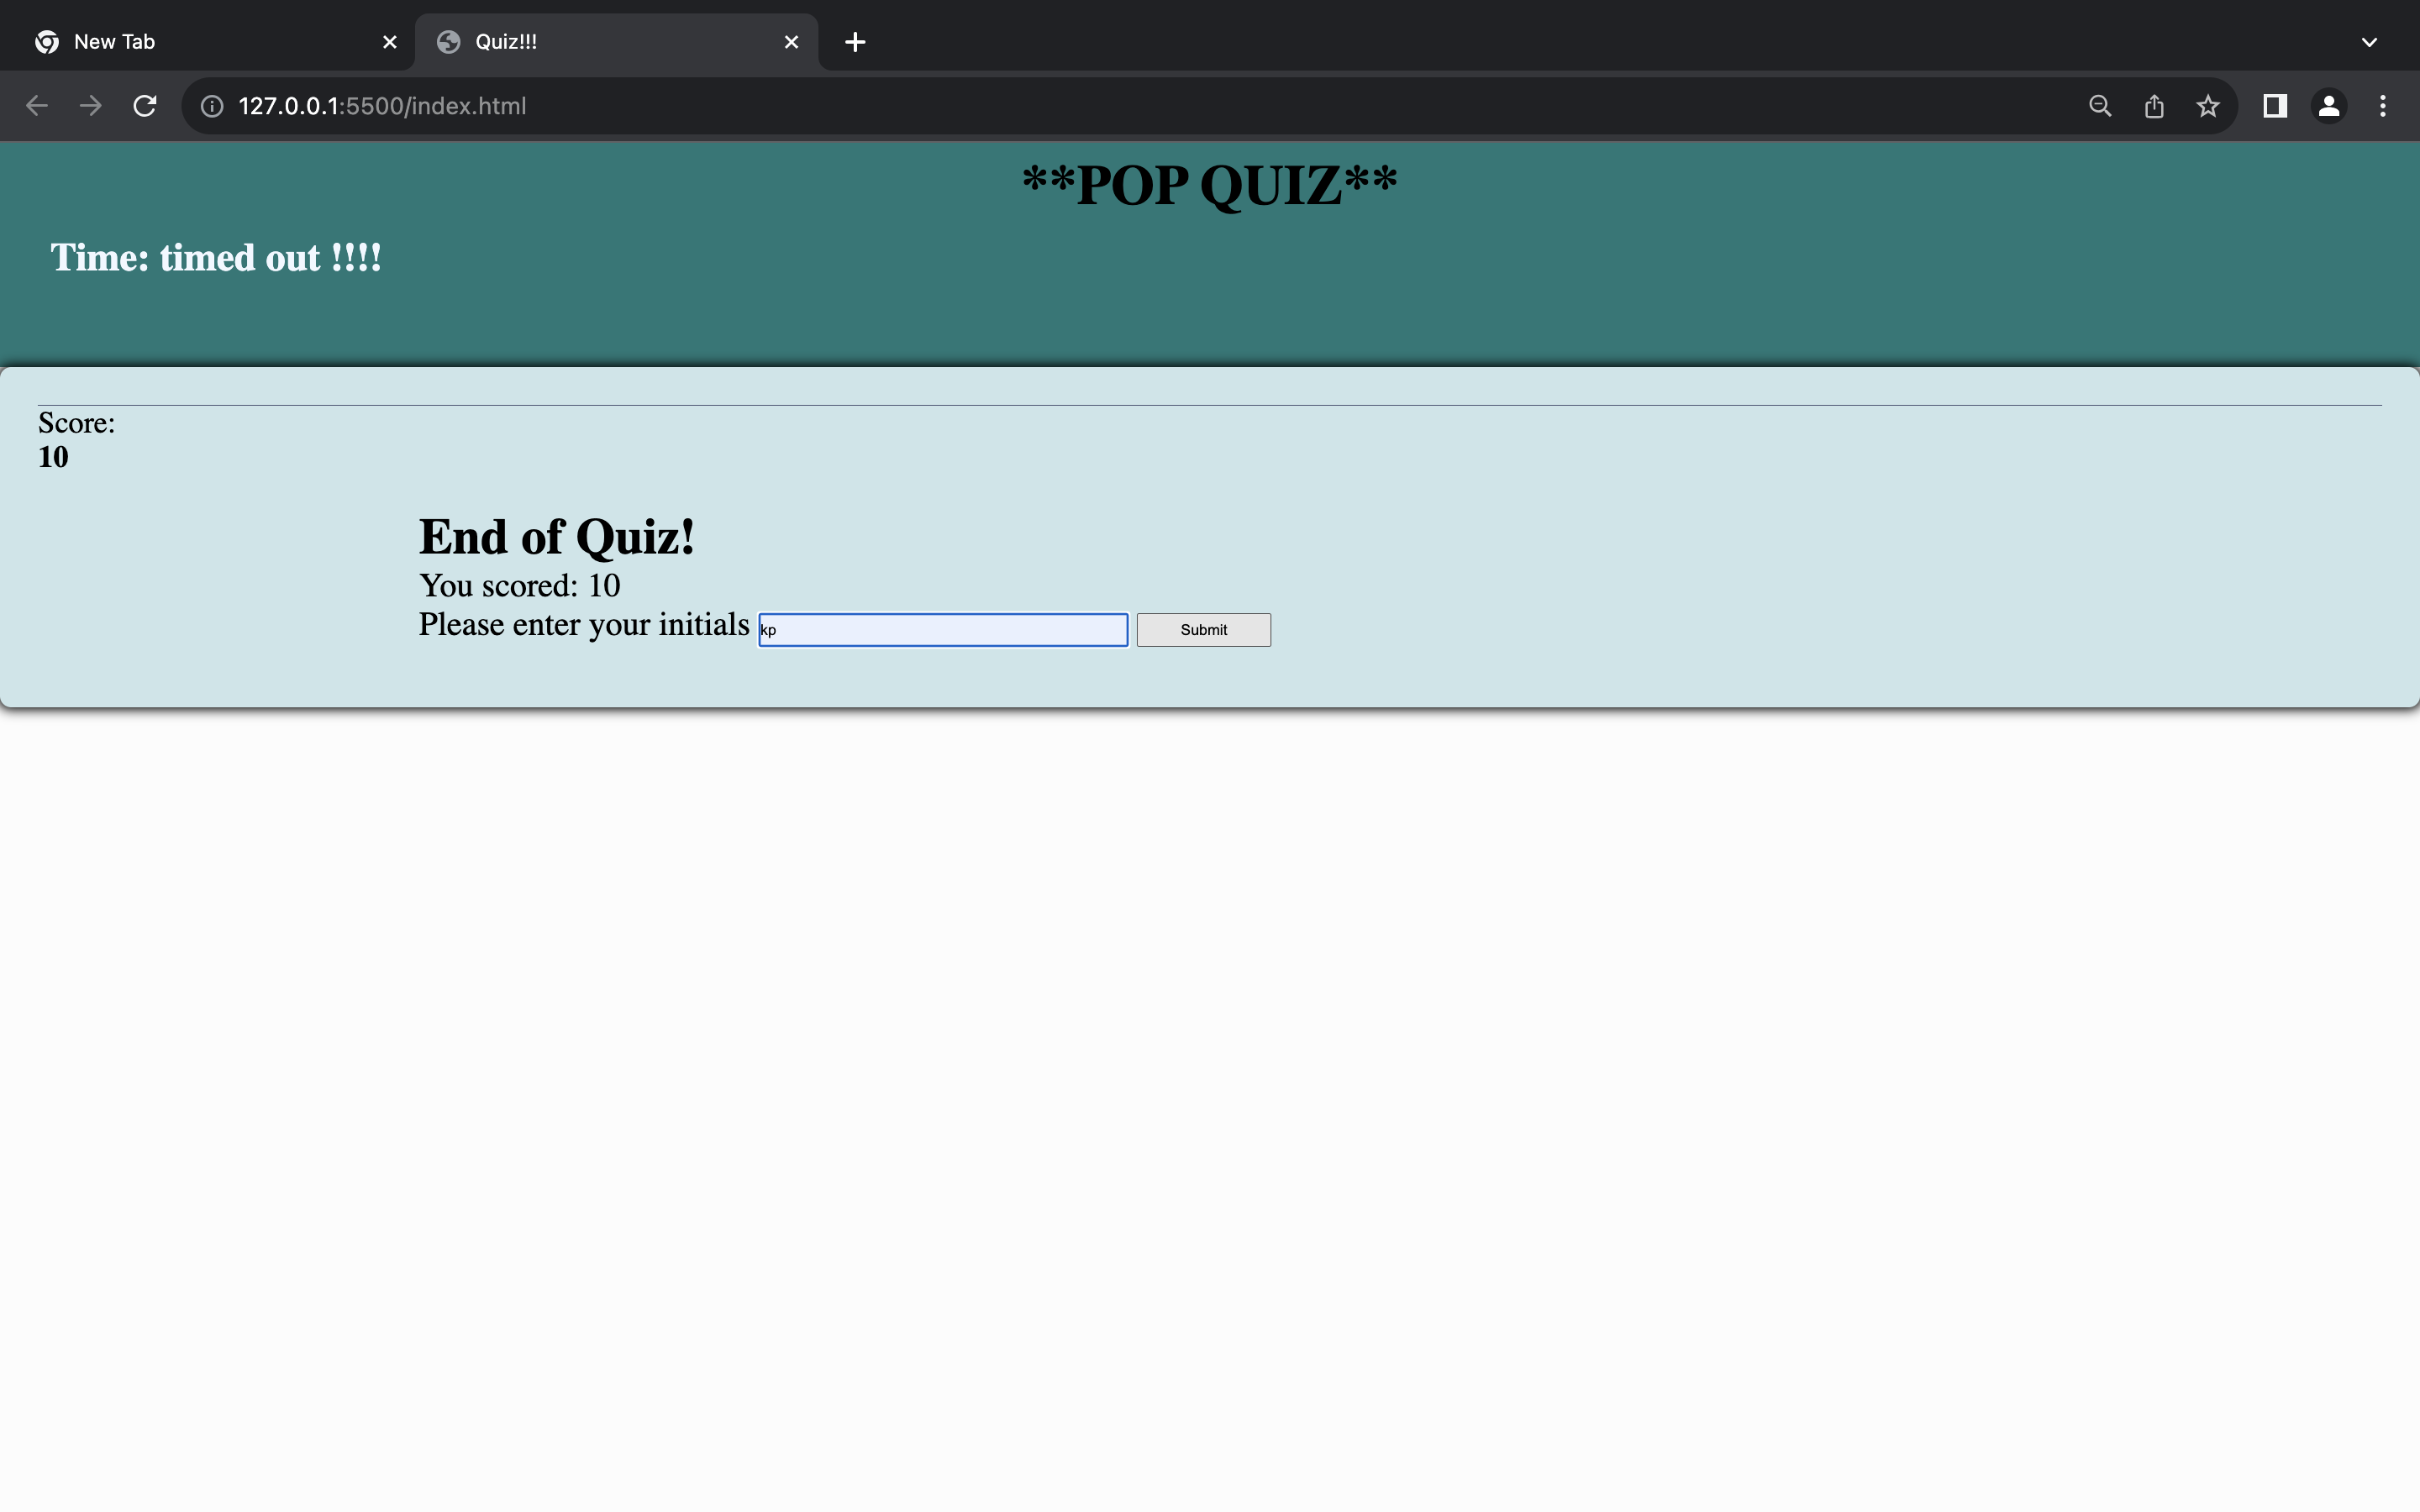 New Tab
Quiz!!!
127.0.0.1:5500/index.html
**POP QUIZ**
Time: timed out !!!!
Score:
10
End of Quiz!
You scored: 10
Please enter your initials kp Submit